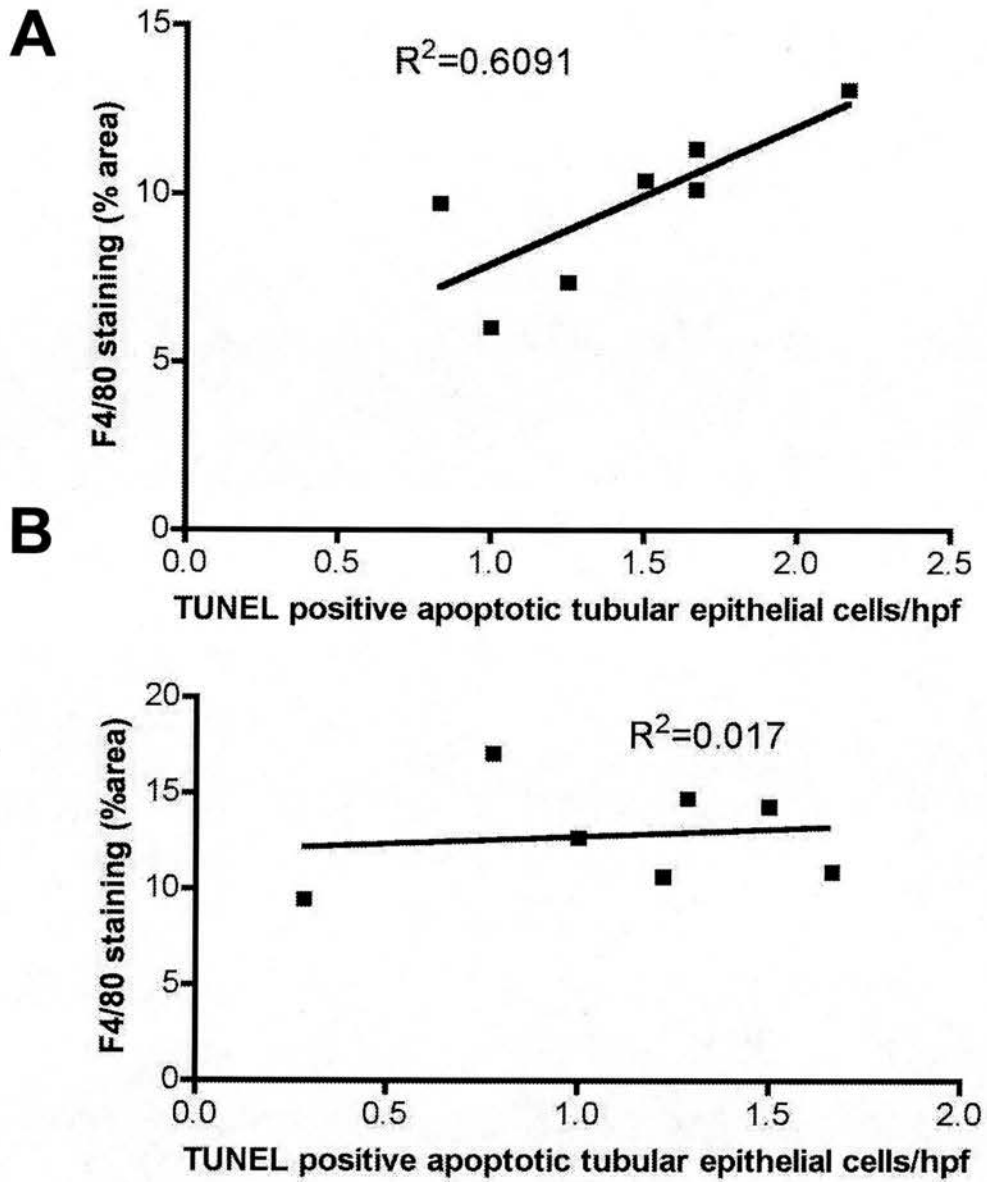 A
R²=0.6091
F4/80 staining (% area)
15
10
5
0
0.0 0.5 1.0 1.5 2.0 2.5
TUNEL positive apoptotic tubular epithelial cells/hpf
B
R²=0.017
F4/80 staining (%area)
20
15
10
5
0
0.0 0.5 1.0 1.5 2.0
TUNEL positive apoptotic tubular epithelial cells/hpf